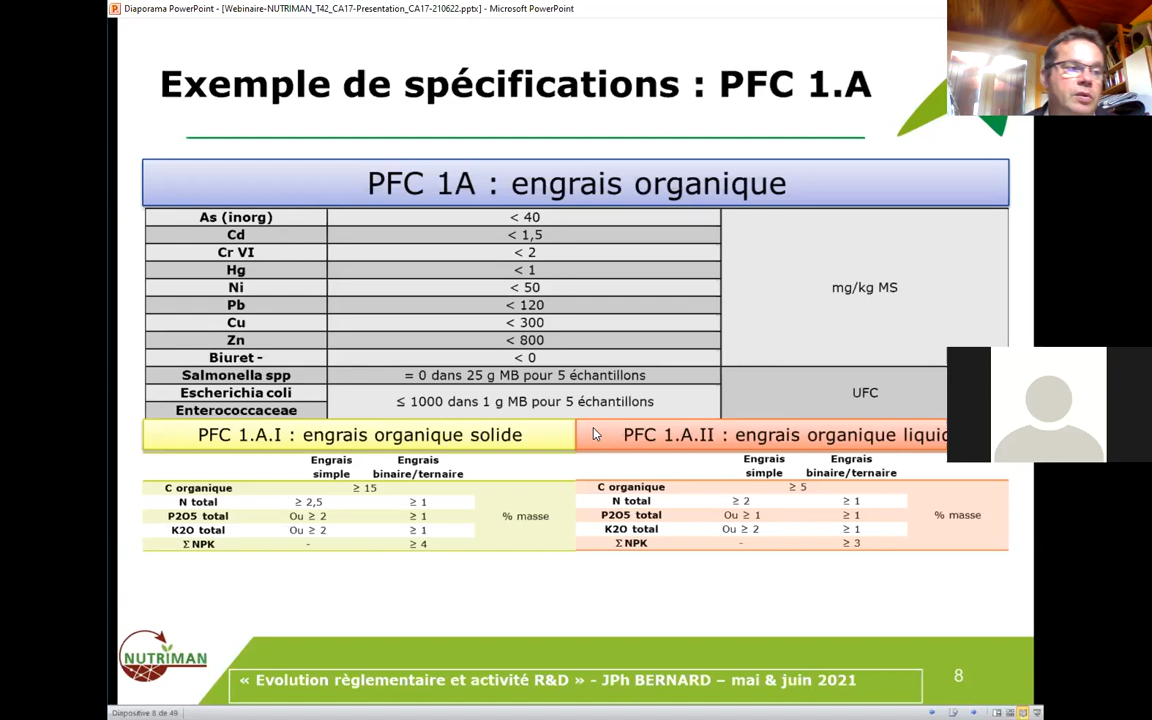 Diaporama PowerPoint - [Webinaire-NUTRIMAN_T42_CA17-Presentation_CA17-210622.pptx] - Microsoft PowerPoint
Exemple de spécifications : PFC 1.A
PFC 1A : engrais organique
As (inorg) < 40
Cd < 1,5
Cr VI < 2
Hg < 1
Ni < 50 mg/kg MS
Pb < 120
Cu < 300
Zn < 800
Biuret - < 0
Salmonella spp = 0 dans 25 g MB pour 5 échantillons
Escherichia coli UFC
≤ 1000 dans 1 g MB pour 5 échantillons
Enterococcaceae
PFC 1.A.I : engrais organique solide PFC 1.A.II : engrais organique liquid
Engrais Engrais Engrais Engrais
simple binaire/ternaire simple binaire/ternaire
C organique ≥ 15 C organique ≥ 5
N total ≥ 2,5 ≥ 1 N total ≥ 2 ≥ 1
P2O5 total Ou ≥ 2 ≥ 1 % masse P2O5 total Ou ≥ 1 ≥ 1 % masse
K2O total Ou ≥ 2 ≥ 1 K2O total Ou ≥ 2 ≥ 1
Σ NPK - ≥ 4 Σ NPK - ≥ 3
NUTRIMAN
« Evolution règlementaire et activité R&D » - JPh BERNARD – mai & juin 2021
8
Diapositive 8 de 49